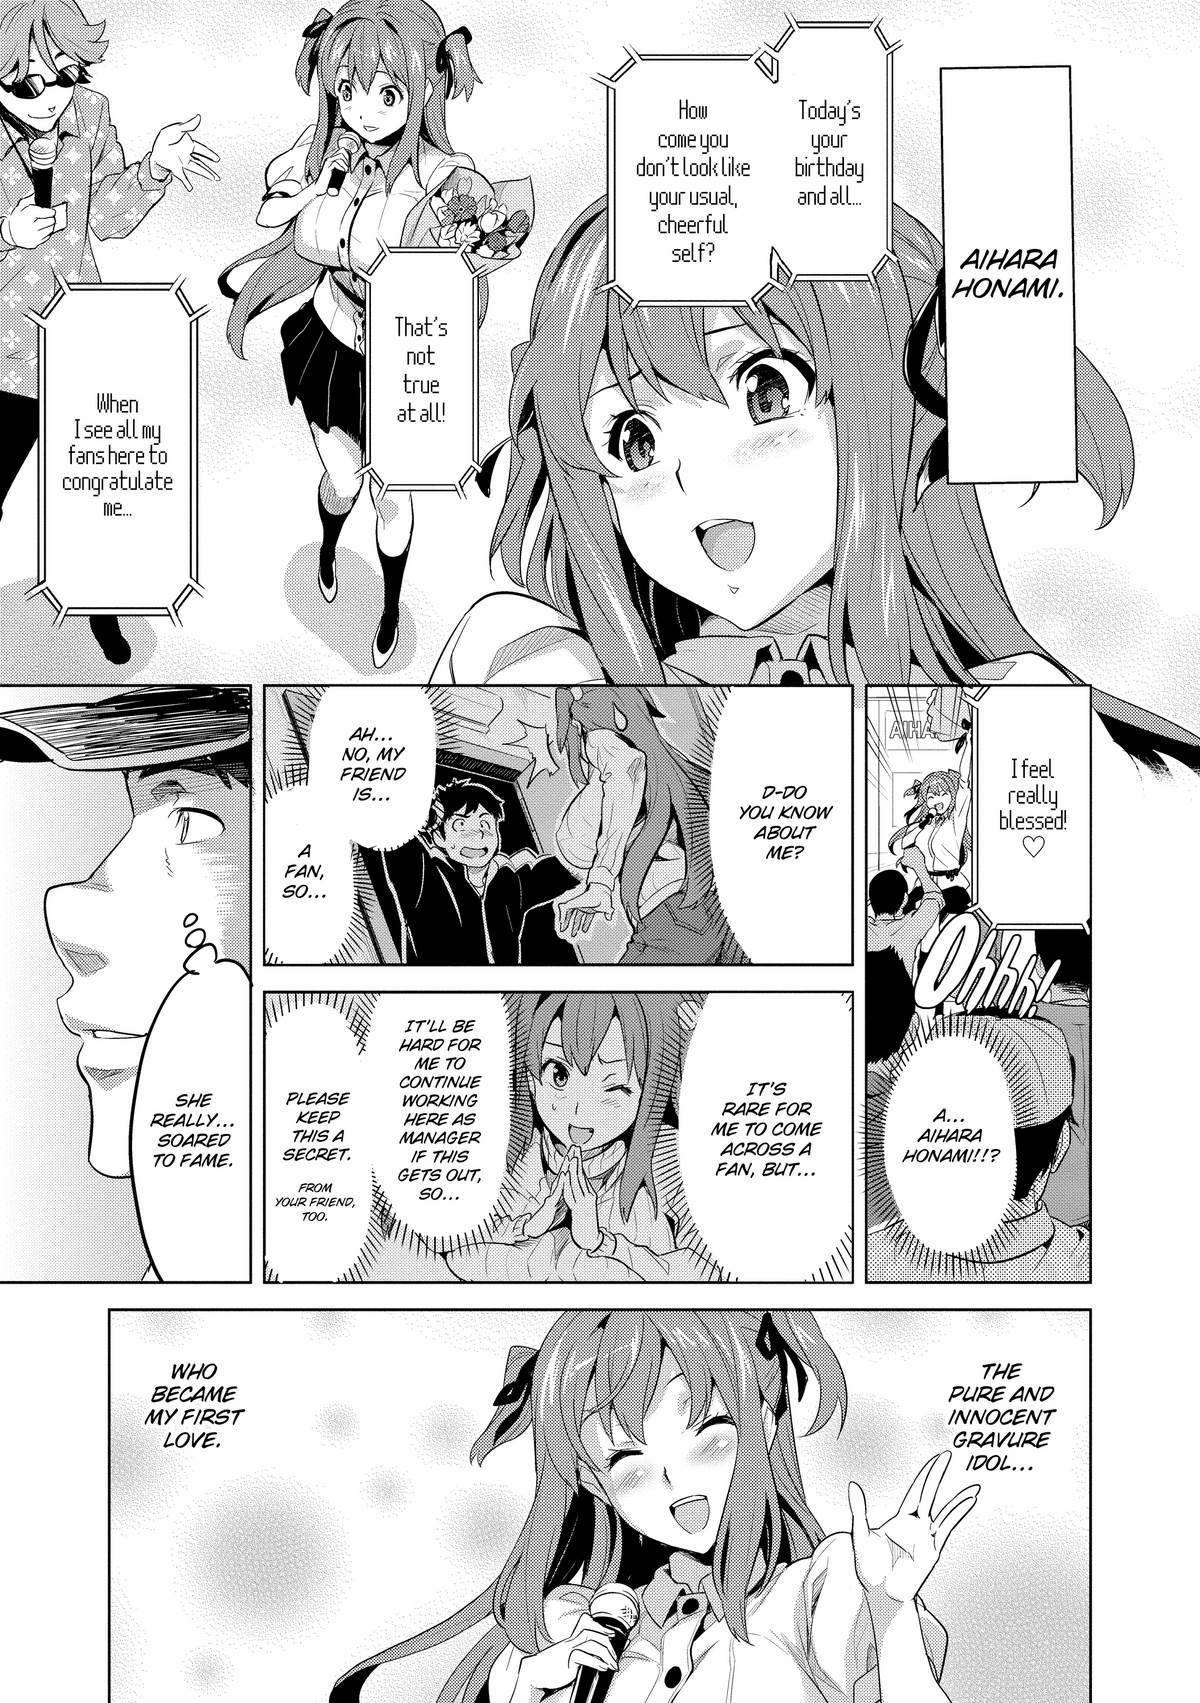 AIHARA
HONAMI.
Today's
your
birthday
and all...
How
come you
don't look like
your usual,
cheerful
self?
That's
not
true
at all!
When
I see all my
fans here to
congratulate
me...
AIHARA
I feel
really
blessed!
♡
Ohhh!
A...
AIHARA
HONAMI!!?
D-DO
YOU KNOW
ABOUT
ME?
AH...
NO, MY
FRIEND
IS...
A
FAN,
SO...
IT'S
RARE FOR
ME TO COME
ACROSS
A FAN, BUT...
IT'LL BE
HARD FOR
ME TO
CONTINUE
WORKING
HERE AS
MANAGER
IF THIS
GETS OUT,
SO...
PLEASE
KEEP
THIS A
SECRET.
FROM
YOUR FRIEND,
TOO.
SHE
REALLY...
SOARED
TO FAME.
THE
PURE AND
INNOCENT
GRAVURE
IDOL...
WHO
BECAME
MY FIRST
LOVE.